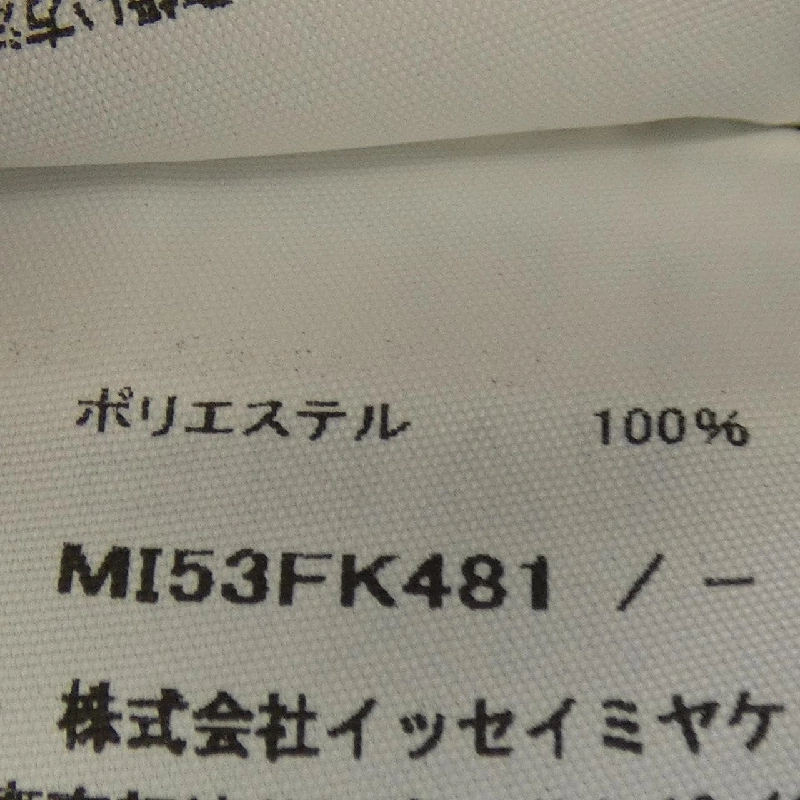 ポリエステル 100%
MI53FK481 / —
株式会社イッセイミヤケ